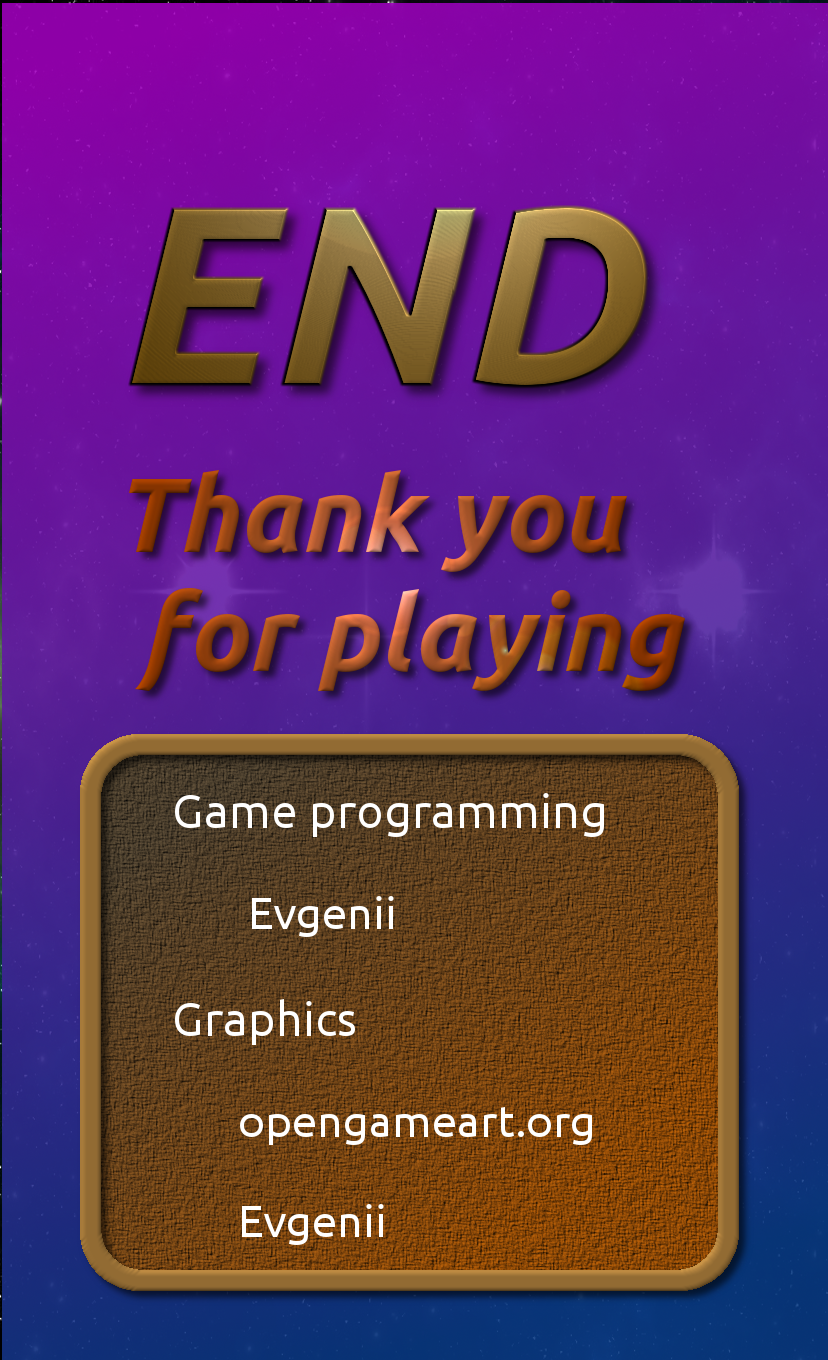 END
Thank you
for playing
Game programming
Evgenii
Graphics
opengameart.org
Evgenii